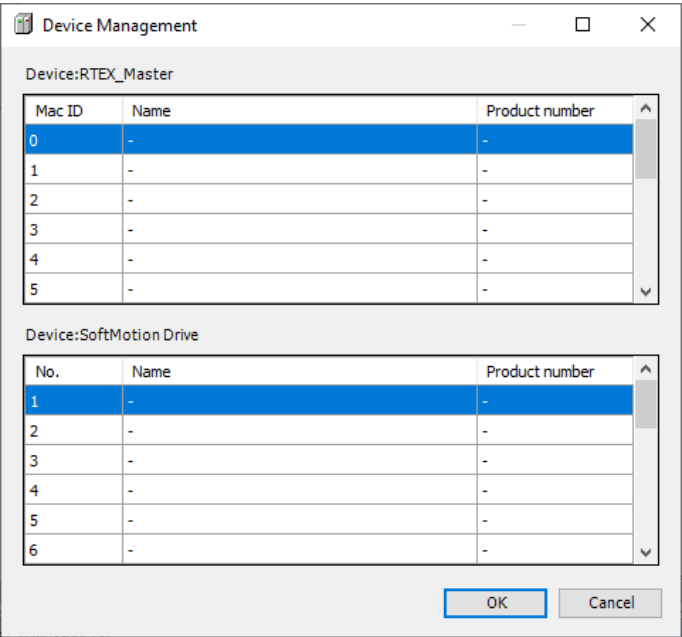 Device Management
Device:RTEX_Master
Mac ID Name Product number
0 - -
1 - -
2 - -
3 - -
4 - -
5 - -
Device:SoftMotion Drive
No. Name Product number
1 - -
2 - -
3 - -
4 - -
5 - -
6 - -
OK Cancel